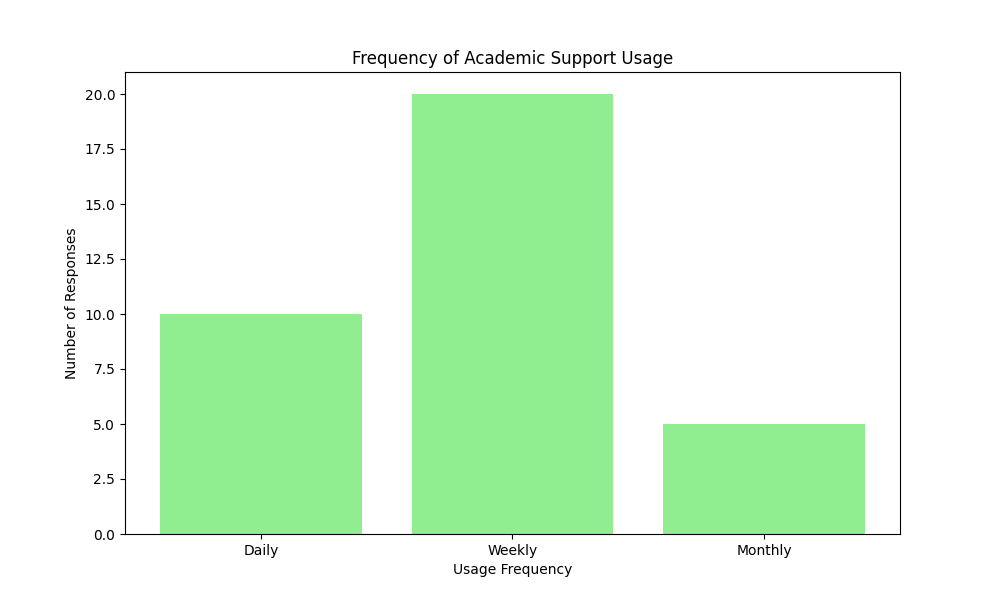 Frequency of Academic Support Usage
Number of Responses
20.0
17.5
15.0
12.5
10.0
7.5
5.0
2.5
0.0
Daily Weekly Monthly
Usage Frequency